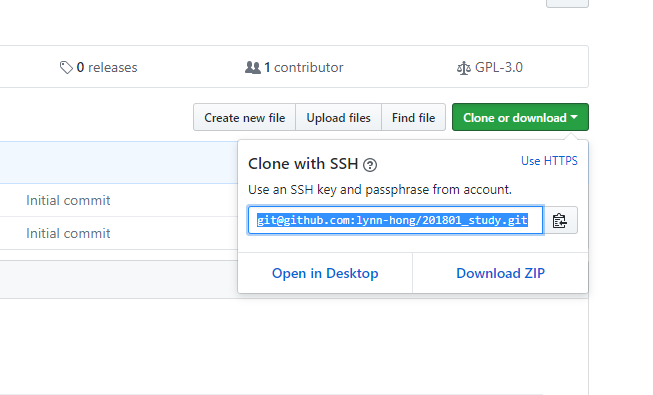 0 releases
1 contributor
GPL-3.0
Create new file
Upload files
Find file
Clone or download
Clone with SSH
Use HTTPS
Use an SSH key and passphrase from account.
git@github.com:lynn-hong/201801_study.git
Open in Desktop
Download ZIP
Initial commit
Initial commit